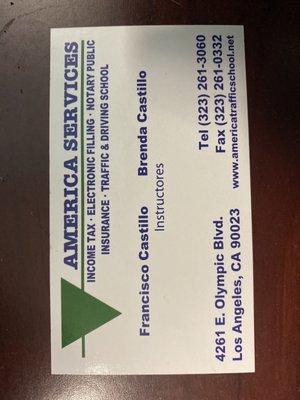 AMERICA SERVICES
INCOME TAX · ELECTRONIC FILLING · NOTARY PUBLIC
INSURANCE · TRAFFIC & DRIVING SCHOOL
Francisco Castillo Brenda Castillo
Instructores
4261 E. Olympic Blvd. Tel (323) 261-3060
Los Angeles, CA 90023 Fax (323) 261-0332
www.americatrafficschool.net